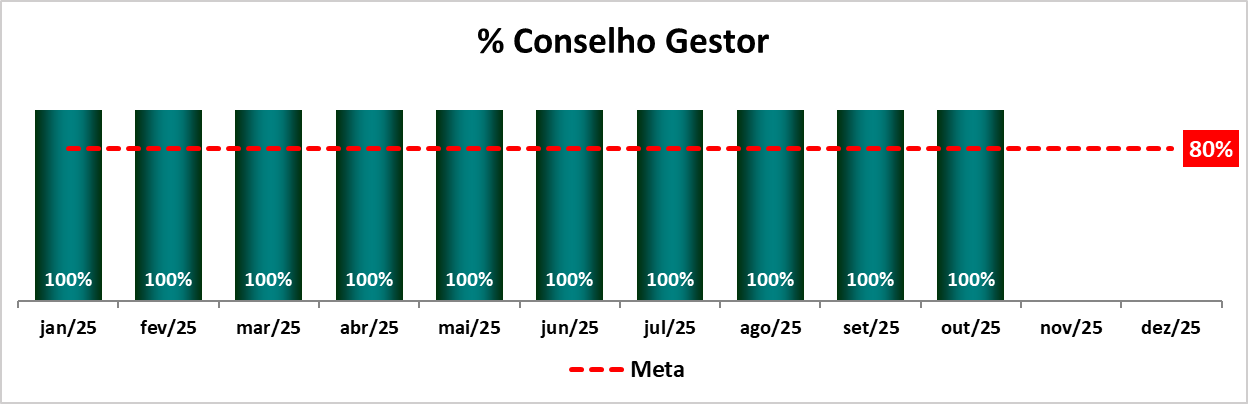 % Conselho Gestor
80%
100% 100% 100% 100% 100% 100% 100% 100% 100% 100%
jan/25 fev/25 mar/25 abr/25 mai/25 jun/25 jul/25 ago/25 set/25 out/25 nov/25 dez/25
Meta